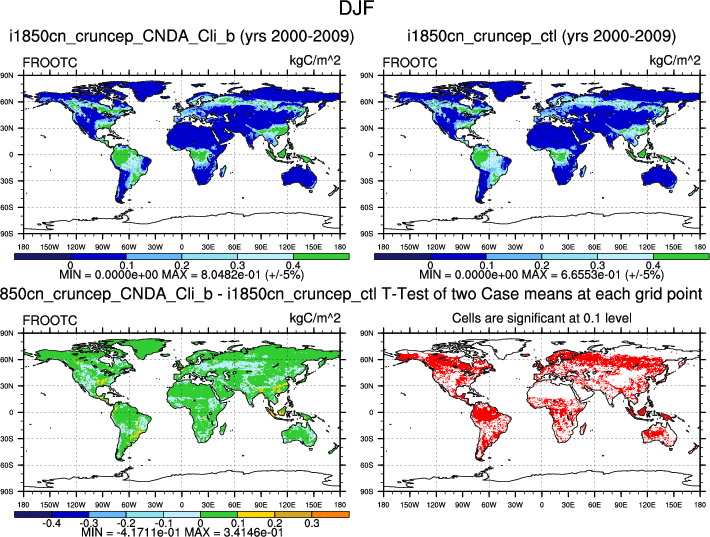 DJF
i1850cn_cruncep_CNDA_Cli_b (yrs 2000-2009)
i1850cn_cruncep_ctl (yrs 2000-2009)
FROOTC kgC/m^2
FROOTC kgC/m^2
90N
60N
30N
0
30S
60S
90S
180 150W 120W 90W 60W 30W 0 30E 60E 90E 120E 150E 180
90N
60N
30N
0
30S
60S
90S
180 150W 120W 90W 60W 30W 0 30E 60E 90E 120E 150E 180
0 0.1 0.2 0.3 0.4
MIN = 0.0000e+00 MAX = 8.0482e-01 (+/-5%)
0 0.1 0.2 0.3 0.4
MIN = 0.0000e+00 MAX = 6.6553e-01 (+/-5%)
850cn_cruncep_CNDA_Cli_b - i1850cn_cruncep_ctl
T-Test of two Case means at each grid point
FROOTC kgC/m^2
Cells are significant at 0.1 level
90N
60N
30N
0
30S
60S
90S
180 150W 120W 90W 60W 30W 0 30E 60E 90E 120E 150E 180
90N
60N
30N
0
30S
60S
90S
180 150W 120W 90W 60W 30W 0 30E 60E 90E 120E 150E 180
-0.4 -0.3 -0.2 -0.1 0 0.1 0.2 0.3
MIN = -4.1711e-01 MAX = 3.4146e-01